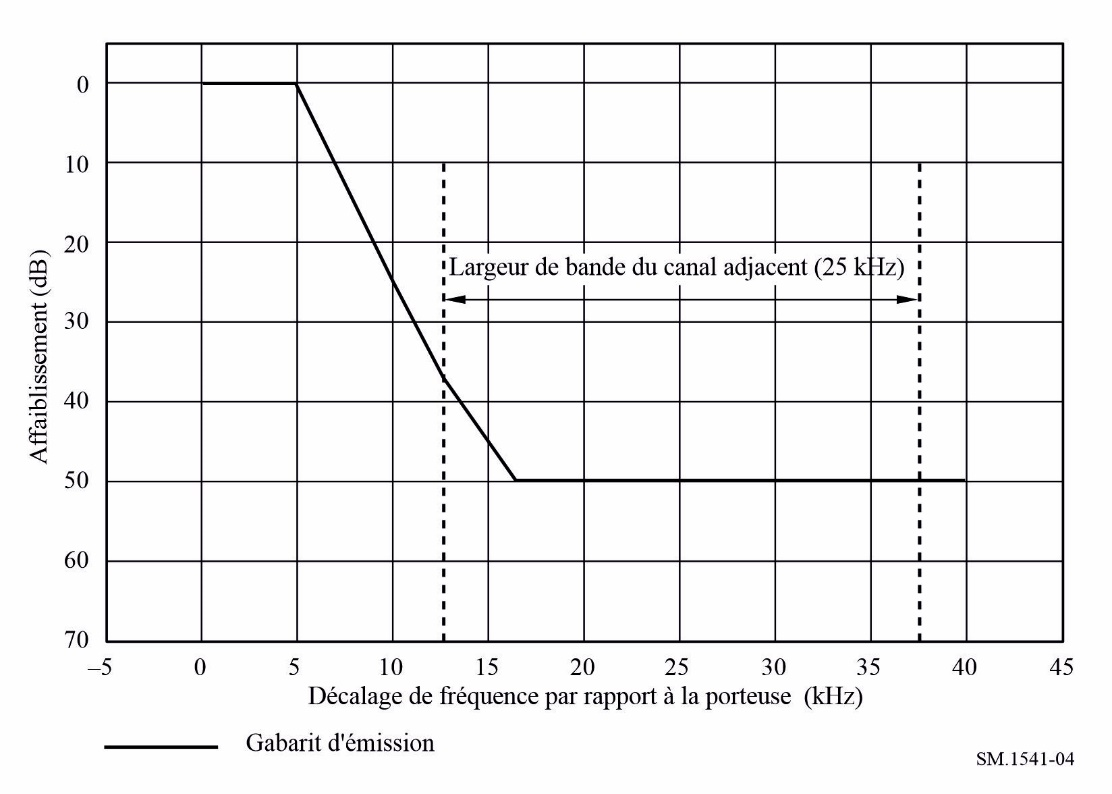 0
10
20
30
40
50
60
70
Affaiblissement (dB)
Largeur de bande du canal adjacent (25 kHz)
–5 0 5 10 15 20 25 30 35 40 45
Décalage de fréquence par rapport à la porteuse (kHz)
Gabarit d'émission
SM.1541-04